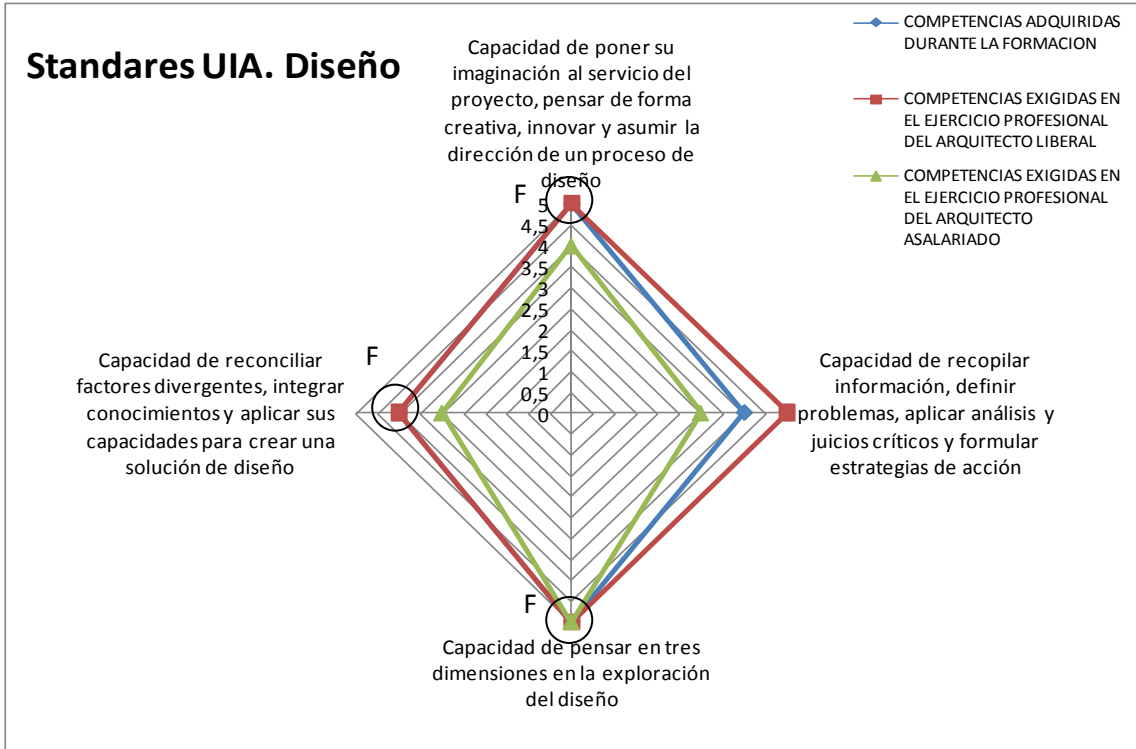 Standares UIA. Diseño
Capacidad de poner su
imaginación al servicio del
proyecto, pensar de forma
creativa, innovar y asumir la
dirección de un proceso de
diseño
COMPETENCIAS ADQUIRIDAS
DURANTE LA FORMACION
COMPETENCIAS EXIGIDAS EN
EL EJERCICIO PROFESIONAL
DEL ARQUITECTO LIBERAL
COMPETENCIAS EXIGIDAS EN
EL EJERCICIO PROFESIONAL
DEL ARQUITECTO
ASALARIADO
F
5
4,5
4
3,5
3
2,5
2
1,5
1
0,5
0
F
Capacidad de reconciliar
factores divergentes, integrar
conocimientos y aplicar sus
capacidades para crear una
solución de diseño
Capacidad de recopilar
información, definir
problemas, aplicar análisis y
juicios críticos y formular
estrategias de acción
F
Capacidad de pensar en tres
dimensiones en la exploración
del diseño